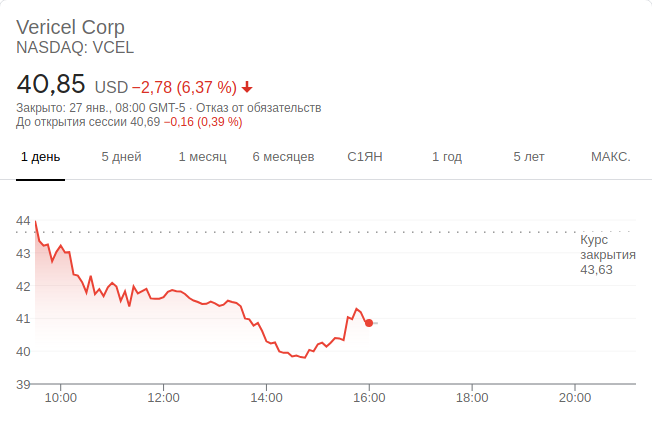 Vericel Corp
NASDAQ: VCEL
40,85 USD −2,78 (6,37 %)
Закрыто: 27 янв., 08:00 GMT-5 · Отказ от обязательств
До открытия сессии 40,69 −0,16 (0,39 %)
1 день 5 дней 1 месяц 6 месяцев С1ЯН 1 год 5 лет МАКС.
44
Курс
закрытия
43,63
43
42
41
40
39
10:00 12:00 14:00 16:00 18:00 20:00